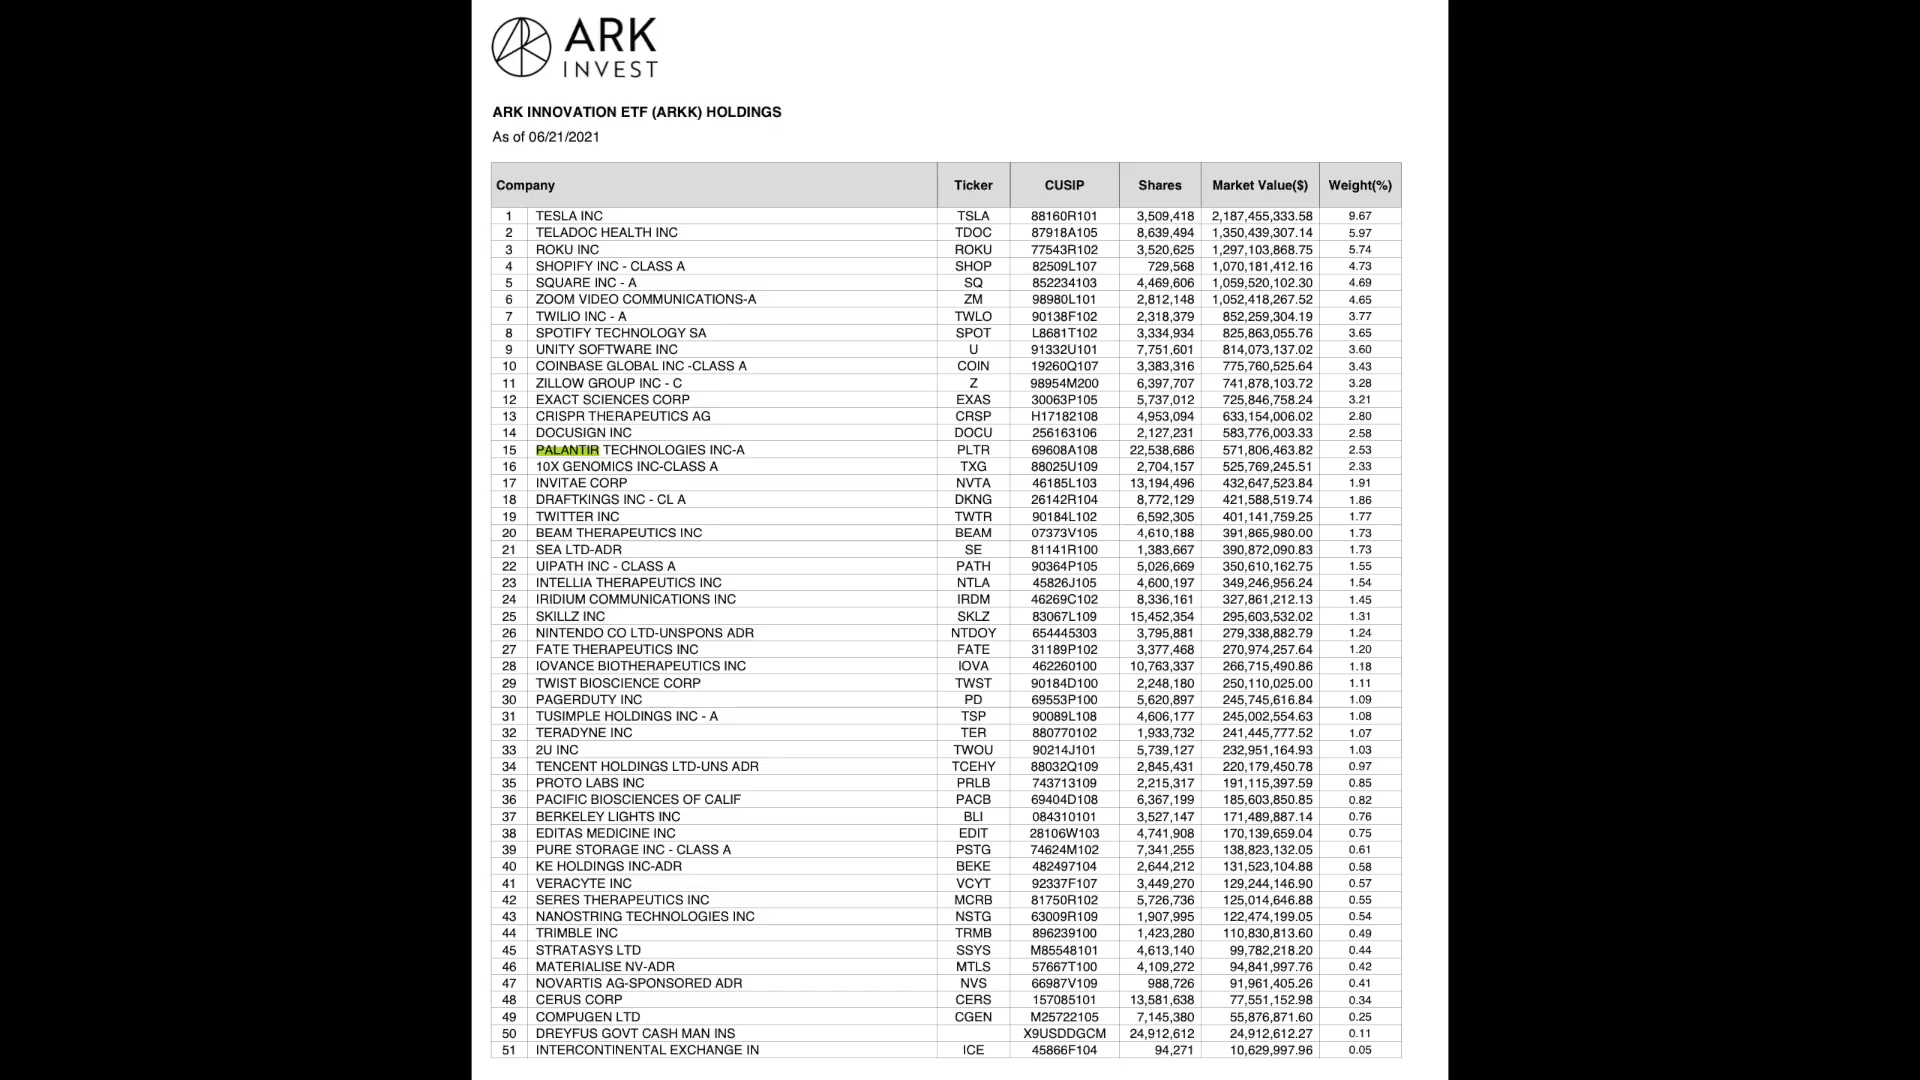 ARK
INVEST
ARK INNOVATION ETF (ARKK) HOLDINGS
As of 06/21/2021
Company Ticker CUSIP Shares Market Value($) Weight(%)
1 TESLA INC TSLA 88160R101 3,509,418 2,187,455,333.58 9.67
2 TELADOC HEALTH INC TDOC 87918A105 8,639,494 1,350,439,307.14 5.97
3 ROKU INC ROKU 77543R102 3,520,625 1,297,103,868.75 5.74
4 SHOPIFY INC - CLASS A SHOP 82509L107 729,568 1,070,181,412.16 4.73
5 SQUARE INC - A SQ 852234103 4,469,606 1,059,520,102.30 4.69
6 ZOOM VIDEO COMMUNICATIONS-A ZM 98980L101 2,812,148 1,052,418,267.52 4.65
7 TWILIO INC - A TWLO 90138F102 2,318,379 852,259,304.19 3.77
8 SPOTIFY TECHNOLOGY SA SPOT L8681T102 3,334,934 825,863,055.76 3.65
9 UNITY SOFTWARE INC U 91332U101 7,751,601 814,073,137.02 3.60
10 COINBASE GLOBAL INC -CLASS A COIN 19260Q107 3,383,316 775,760,525.64 3.43
11 ZILLOW GROUP INC - C Z 98954M200 6,397,707 741,878,103.72 3.28
12 EXACT SCIENCES CORP EXAS 30063P105 5,737,012 725,846,758.24 3.21
13 CRISPR THERAPEUTICS AG CRSP H17182108 4,953,094 633,154,006.02 2.80
14 DOCUSIGN INC DOCU 256163106 2,127,231 583,776,003.33 2.58
15 PALANTIR TECHNOLOGIES INC-A PLTR 69608A108 22,538,686 571,806,463.82 2.53
16 10X GENOMICS INC-CLASS A TXG 88025U109 2,704,157 525,769,245.51 2.33
17 INVITAE CORP NVTA 46185L103 13,194,496 432,647,523.84 1.91
18 DRAFTKINGS INC - CL A DKNG 26142R104 8,772,129 421,588,519.74 1.86
19 TWITTER INC TWTR 90184L102 6,592,305 401,141,759.25 1.77
20 BEAM THERAPEUTICS INC BEAM 07373V105 4,610,188 391,865,980.00 1.73
21 SEA LTD-ADR SE 81141R100 1,383,667 390,872,090.83 1.73
22 UIPATH INC - CLASS A PATH 90364P105 5,026,669 350,610,162.75 1.55
23 INTELLIA THERAPEUTICS INC NTLA 45826J105 4,600,197 349,246,956.24 1.54
24 IRIDIUM COMMUNICATIONS INC IRDM 46269C102 8,336,161 327,861,212.13 1.45
25 SKILLZ INC SKLZ 83067L109 15,452,354 295,603,532.02 1.31
26 NINTENDO CO LTD-UNSPONS ADR NTDOY 654445303 3,795,881 279,338,882.79 1.24
27 FATE THERAPEUTICS INC FATE 31189P102 3,377,468 270,974,257.64 1.20
28 IOVANCE BIOTHERAPEUTICS INC IOVA 462260100 10,763,337 266,715,490.86 1.18
29 TWIST BIOSCIENCE CORP TWST 90184D100 2,248,180 250,110,025.00 1.11
30 PAGERDUTY INC PD 69553P100 5,620,897 245,745,616.84 1.09
31 TUSIMPLE HOLDINGS INC - A TSP 90089L108 4,606,177 245,002,554.63 1.08
32 TERADYNE INC TER 880770102 1,933,732 241,445,777.52 1.07
33 2U INC TWOU 90214J101 5,739,127 232,951,164.93 1.03
34 TENCENT HOLDINGS LTD-UNS ADR TCEHY 88032Q109 2,845,431 220,179,450.78 0.97
35 PROTO LABS INC PRLB 743713109 2,215,317 191,115,397.59 0.85
36 PACIFIC BIOSCIENCES OF CALIF PACB 69404D108 6,367,199 185,603,850.85 0.82
37 BERKELEY LIGHTS INC BLI 084310101 3,527,147 171,489,887.14 0.76
38 EDITAS MEDICINE INC EDIT 28106W103 4,741,908 170,139,659.04 0.75
39 PURE STORAGE INC - CLASS A PSTG 74624M102 7,341,255 138,823,132.05 0.61
40 KE HOLDINGS INC-ADR BEKE 482497104 2,644,212 131,523,104.88 0.58
41 VERACYTE INC VCYT 92337F107 3,449,270 129,244,146.90 0.57
42 SERES THERAPEUTICS INC MCRB 81750R102 5,726,736 125,014,646.88 0.55
43 NANOSTRING TECHNOLOGIES INC NSTG 63009R109 1,907,995 122,474,199.05 0.54
44 TRIMBLE INC TRMB 896239100 1,423,280 110,830,813.60 0.49
45 STRATASYS LTD SSYS M85548101 4,613,140 99,782,218.20 0.44
46 MATERIALISE NV-ADR MTLS 57667T100 4,109,272 94,841,997.76 0.42
47 NOVARTIS AG-SPONSORED ADR NVS 66987V109 988,726 91,961,405.26 0.41
48 CERUS CORP CERS 157085101 13,581,638 77,551,152.98 0.34
49 COMPUGEN LTD CGEN M25722105 7,145,380 55,876,871.60 0.25
50 DREYFUS GOVT CASH MAN INS X9USDDGCM 24,912,612 24,912,612.27 0.11
51 INTERCONTINENTAL EXCHANGE IN ICE 45866F104 94,271 10,629,997.96 0.05